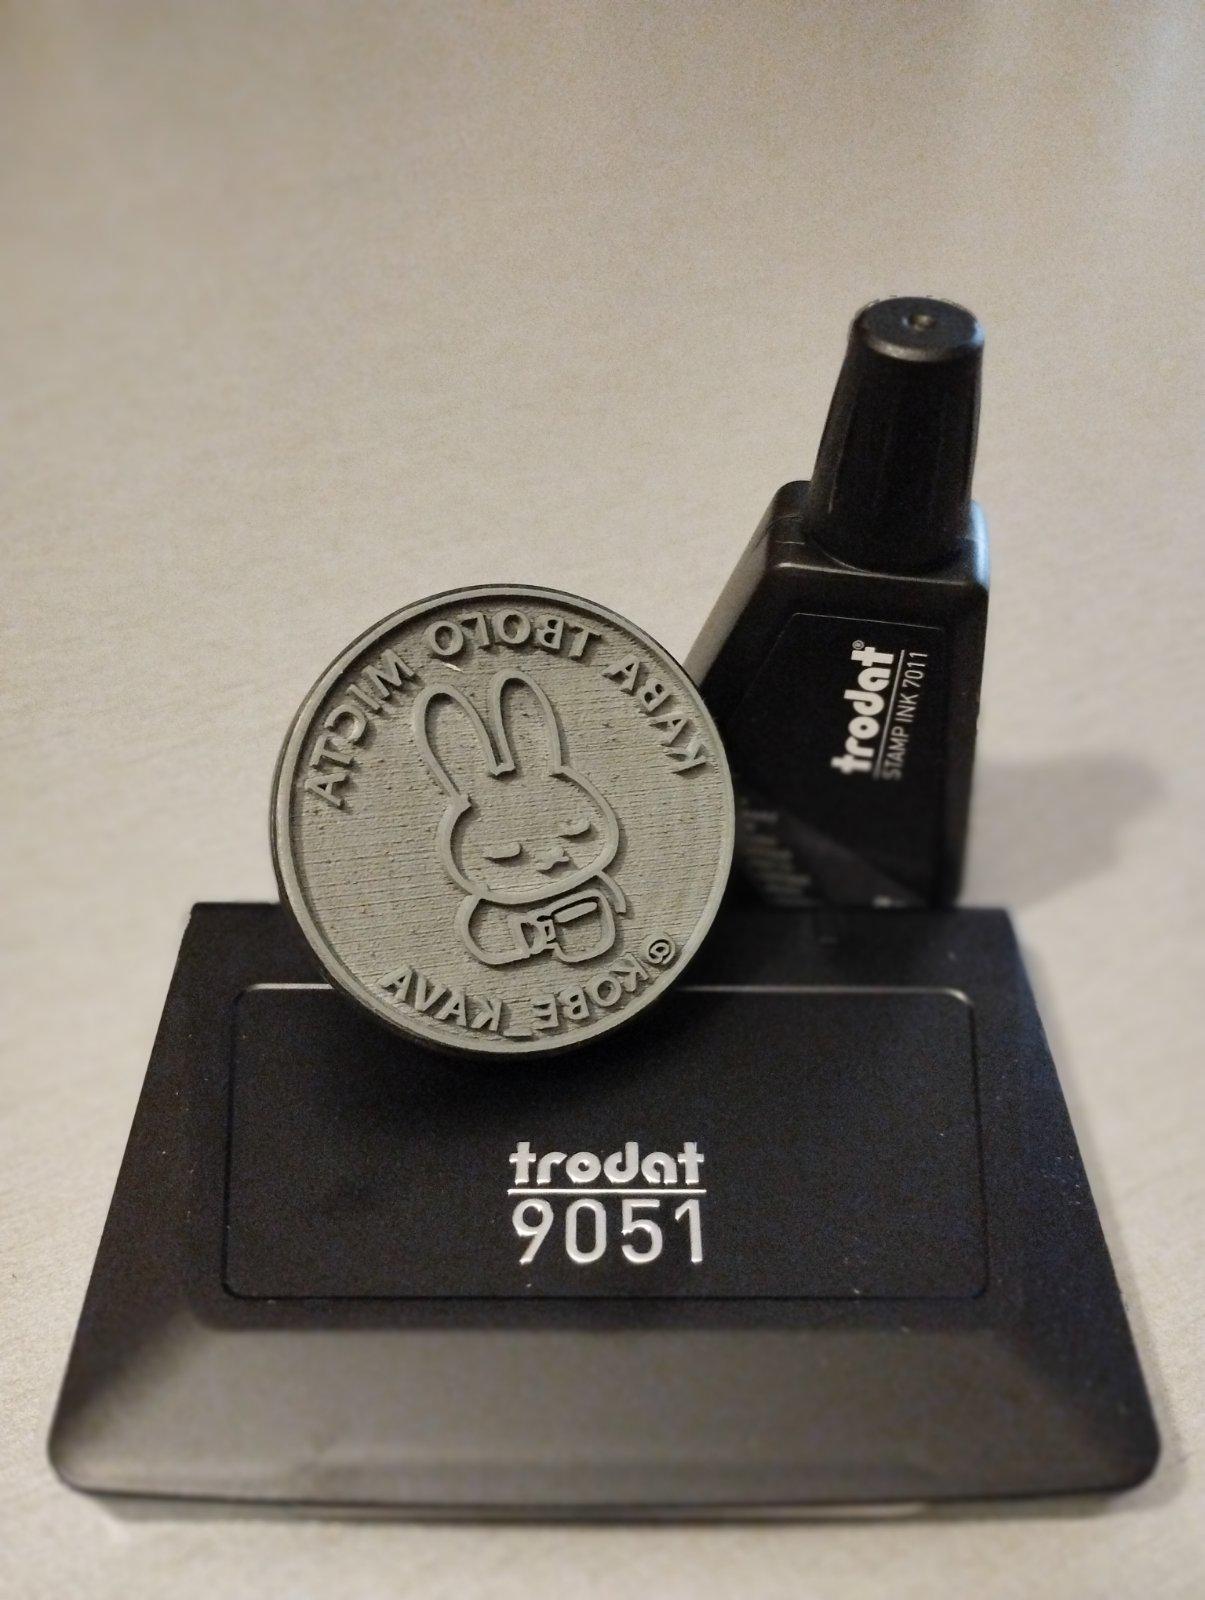 КАВА ТВОГО МІСТА
@KOBE_KAVA
trodat®
STAMP INK 7011
trodat
9051